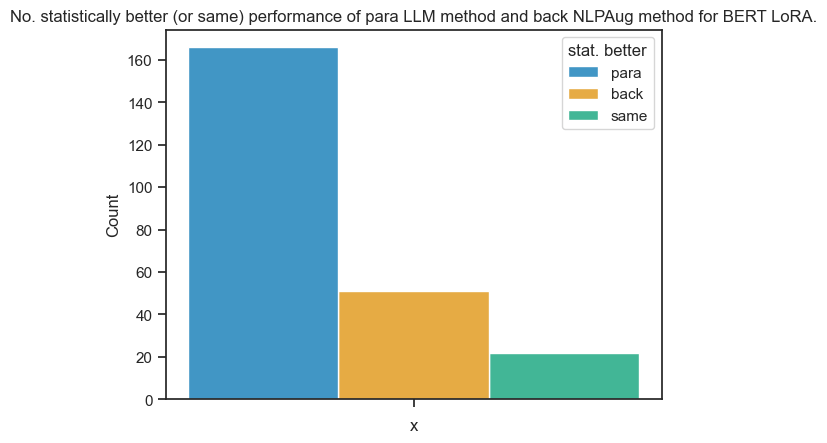 No. statistically better (or same) performance of para LLM method and back NLPAug method for BERT LoRA.
stat. better
para
back
same
160
140
120
100
80
60
40
20
0
Count
x